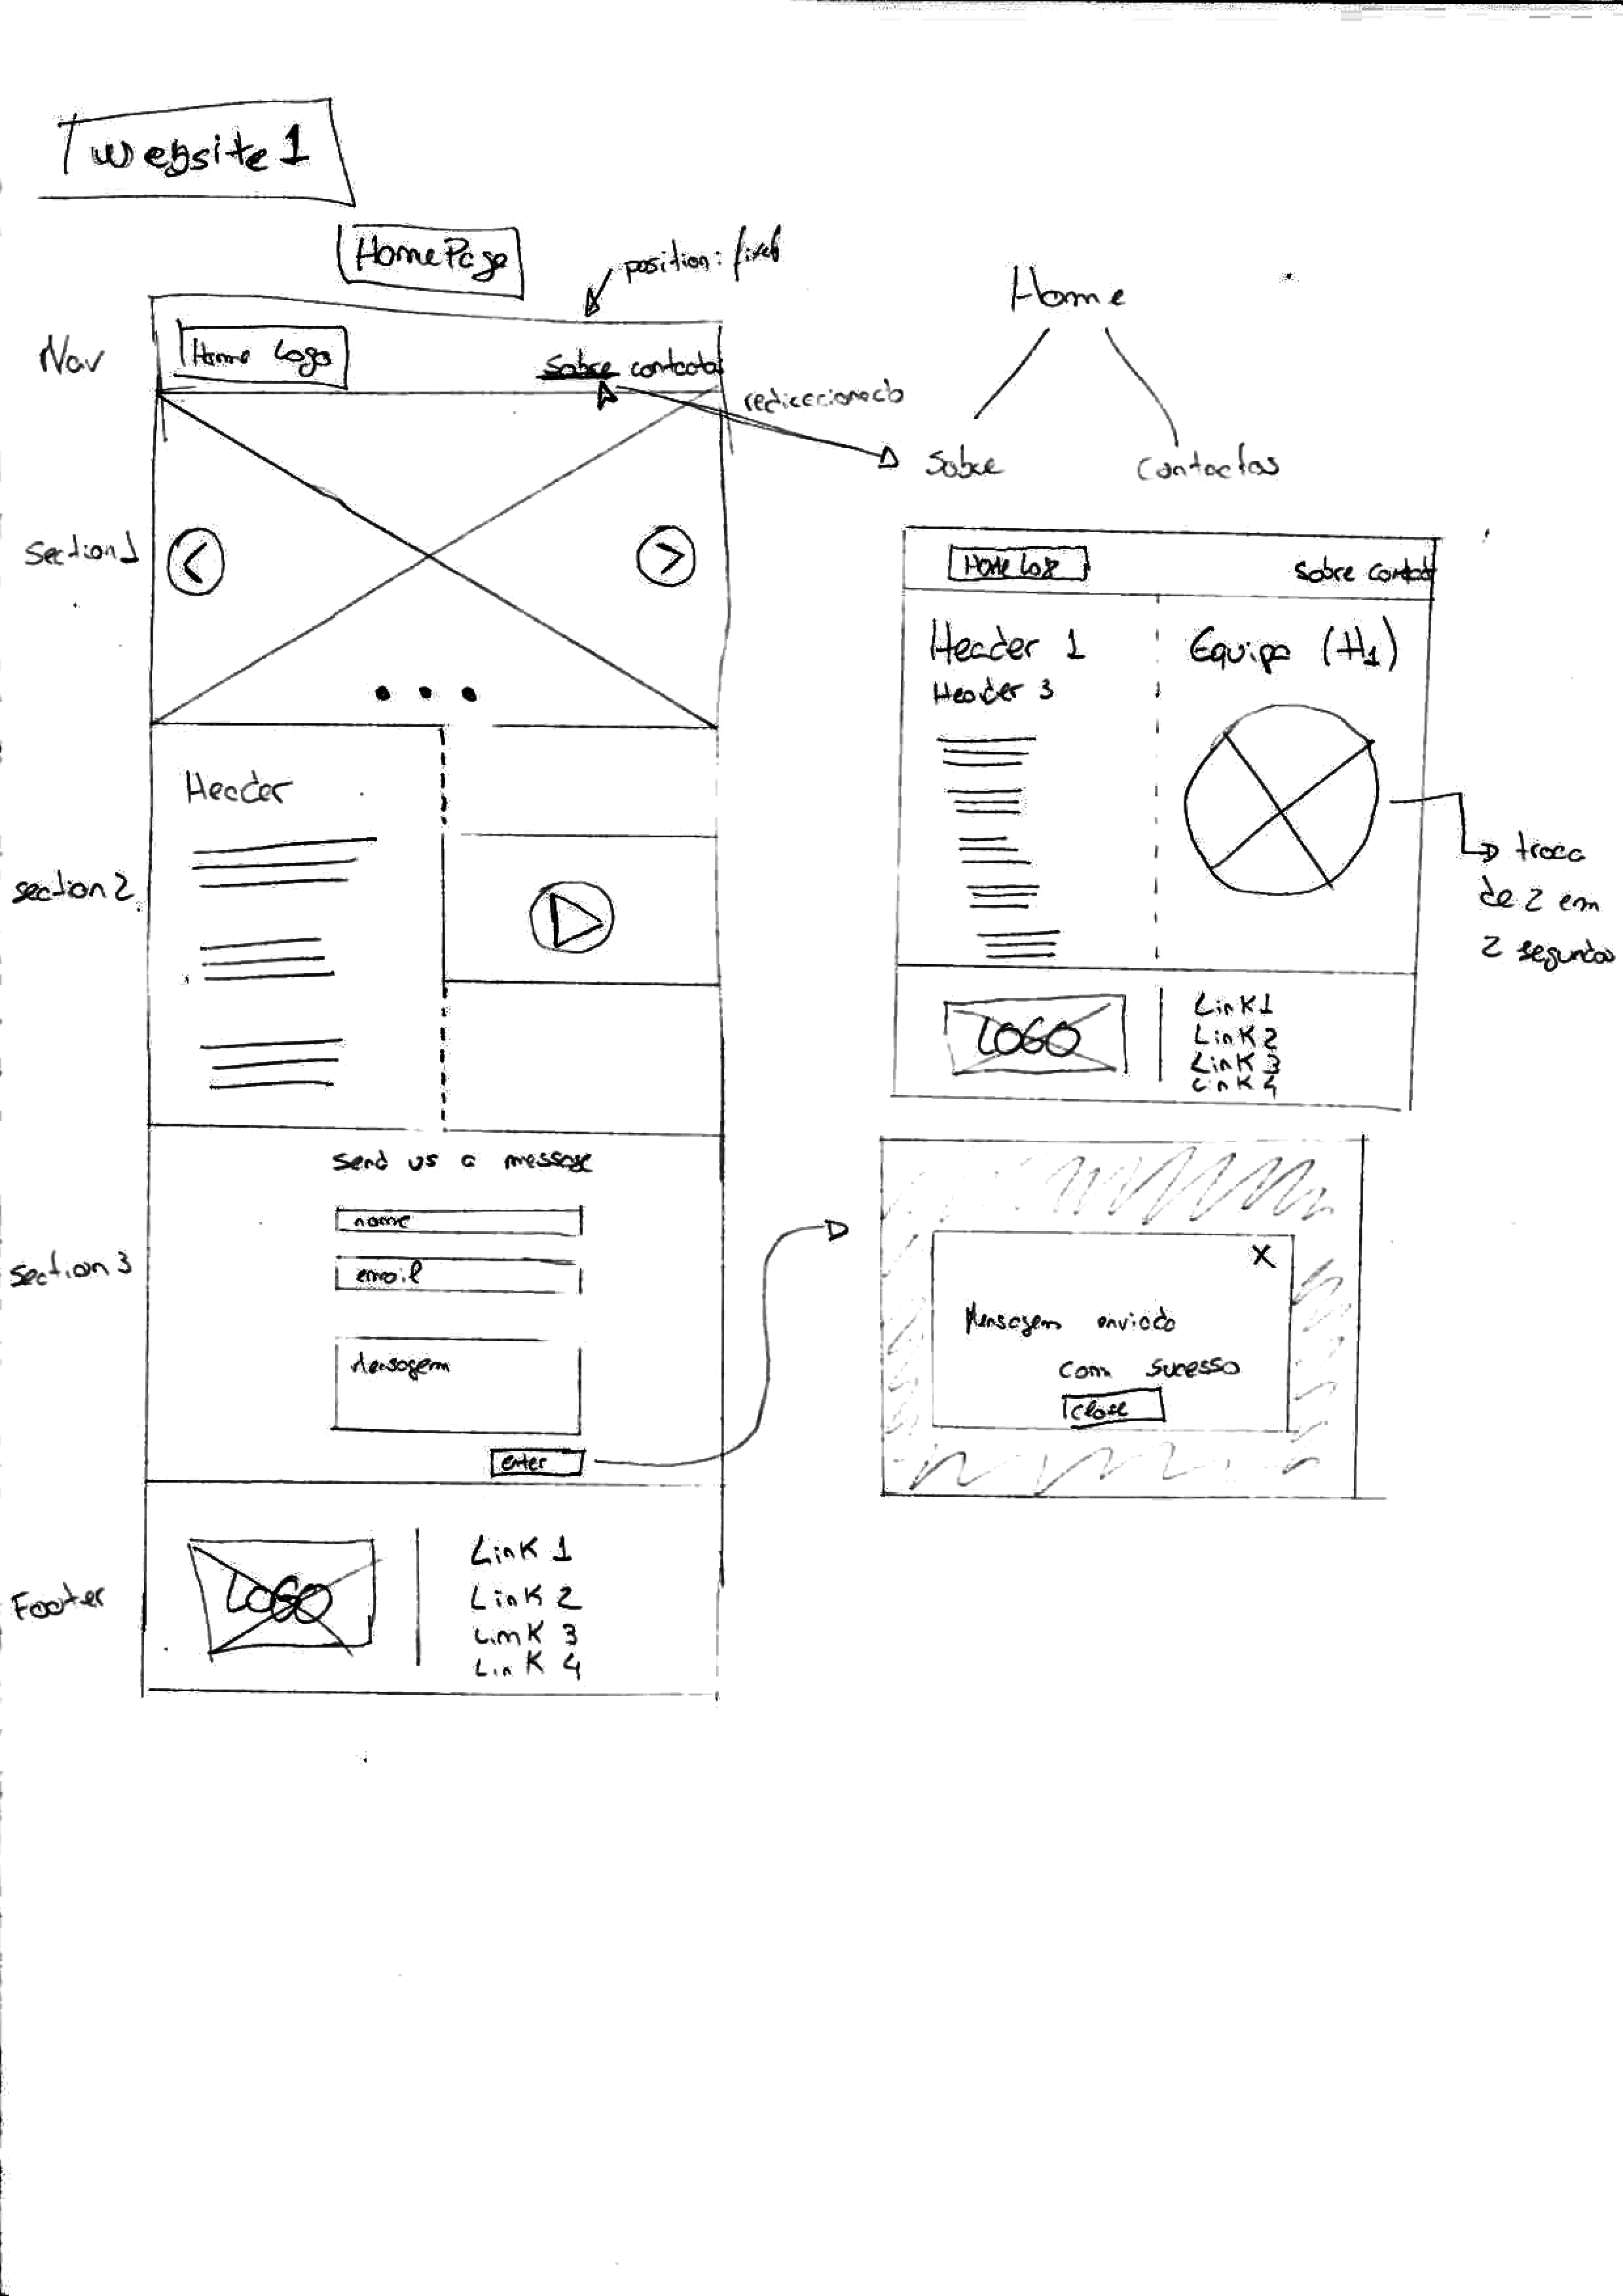 Website 1
HomePage
position: fixed
Nav
Home Logo
Sobre contactos
redirecionado
Home
Sobre
Contactos
Section 1
<
>
Header
Section 2
Send us a message
nome
email
Mensagem
enter
Section 3
Footer
LOGO
Link 1
Link 2
Link 3
Link 4
Home Logo
Sobre Contact
Header 1
Header 3
Equipa (H1)
troca
de 2 em
2 segundos
LOGO
Link 1
Link 2
Link 3
Link 4
X
Mensagem enviado
com sucesso
close